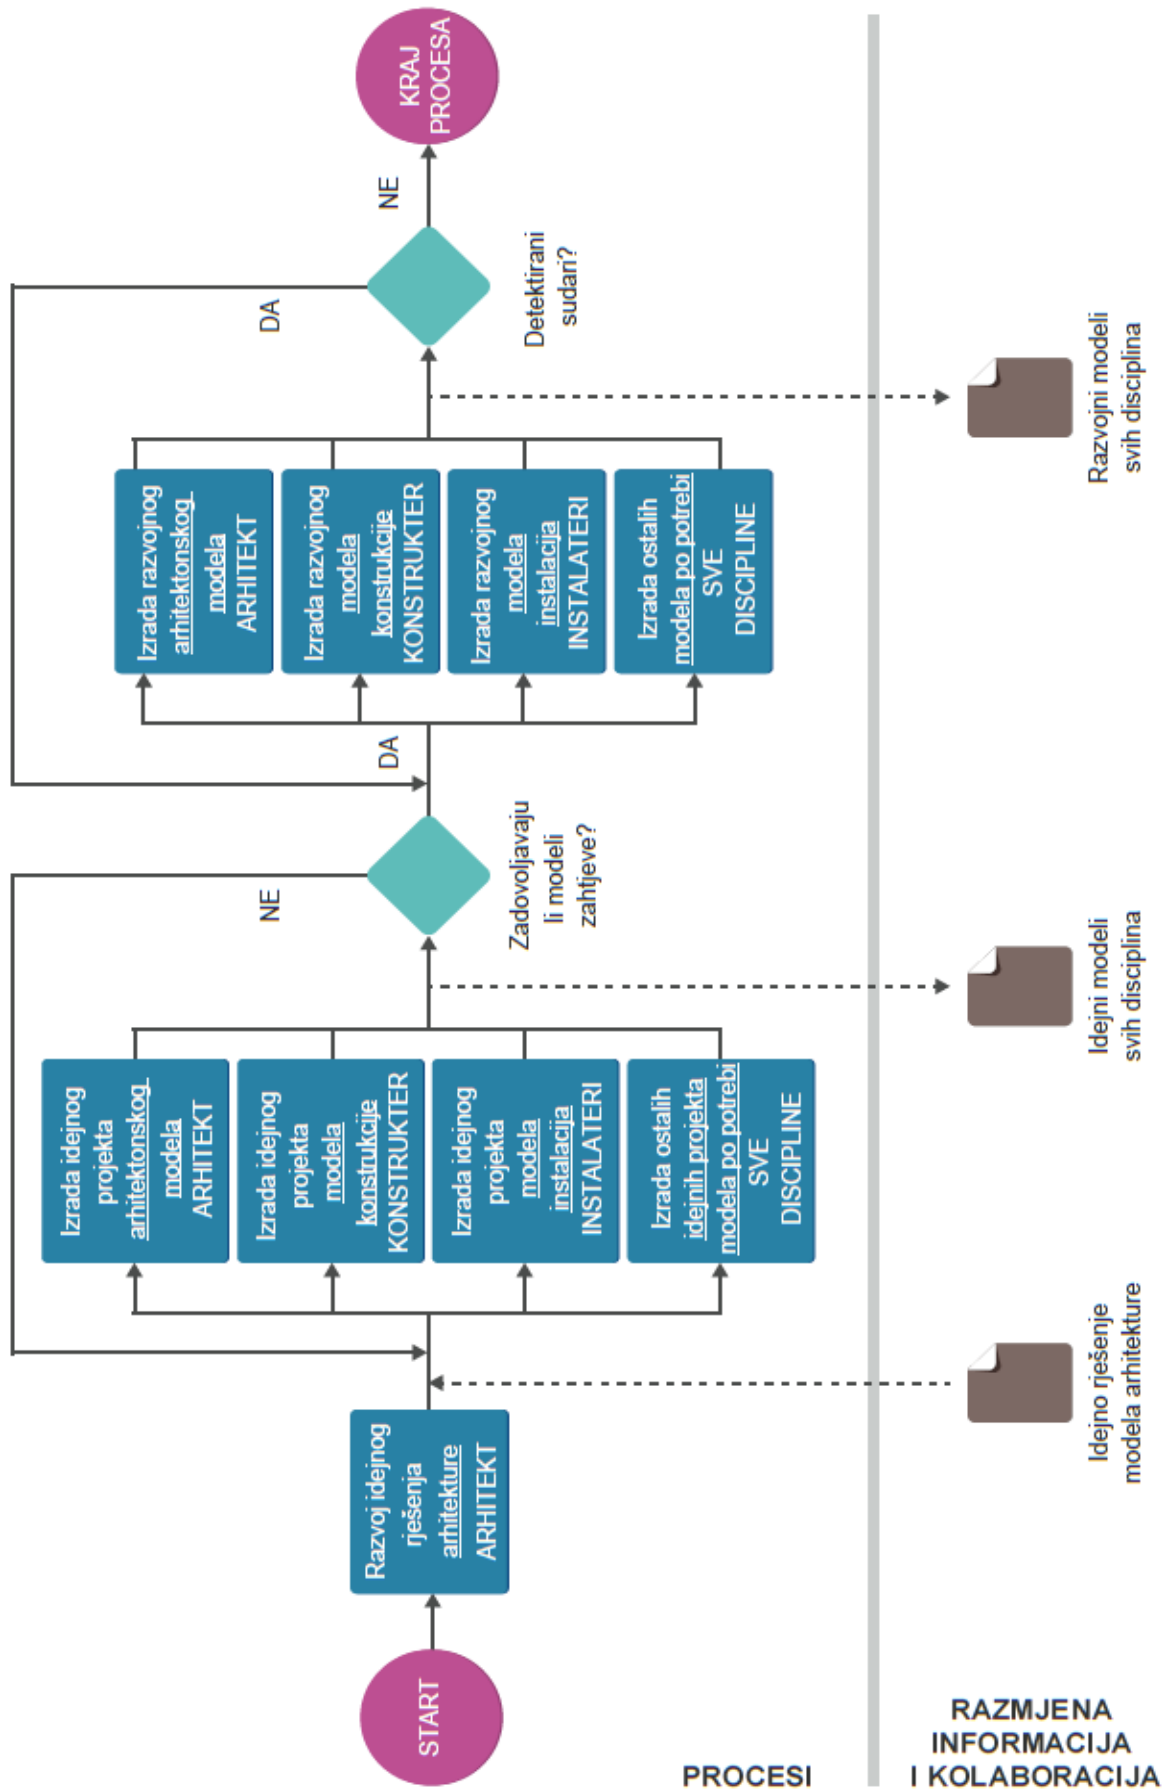 START
Razvoj idejnog
rješenja
arhitekture
ARHITEKT
Izrada idejnog
projekta
arhitektonskog
modela
ARHITEKT
Izrada idejnog
projekta
modela
konstrukcije
KONSTRUKTER
Izrada idejnog
projekta
modela
instalacija
INSTALATERI
Izrada ostalih
idejnih projekta
modela po potrebi
SVE
DISCIPLINE
NE
Zadovoljavaju
li modeli
zahtjeve?
DA
Izrada razvojnog
arhitektonskog
modela
ARHITEKT
Izrada razvojnog
modela
konstrukcije
KONSTRUKTER
Izrada razvojnog
modela
instalacija
INSTALATERI
Izrada ostalih
modela po potrebi
SVE
DISCIPLINE
DA
Detektirani
sudari?
NE
KRAJ
PROCESA
PROCESI
RAZMJENA
INFORMACIJA
I KOLABORACIJA
Idejno rješenje
modela arhitekture
Idejni modeli
svih disciplina
Razvojni modeli
svih disciplina